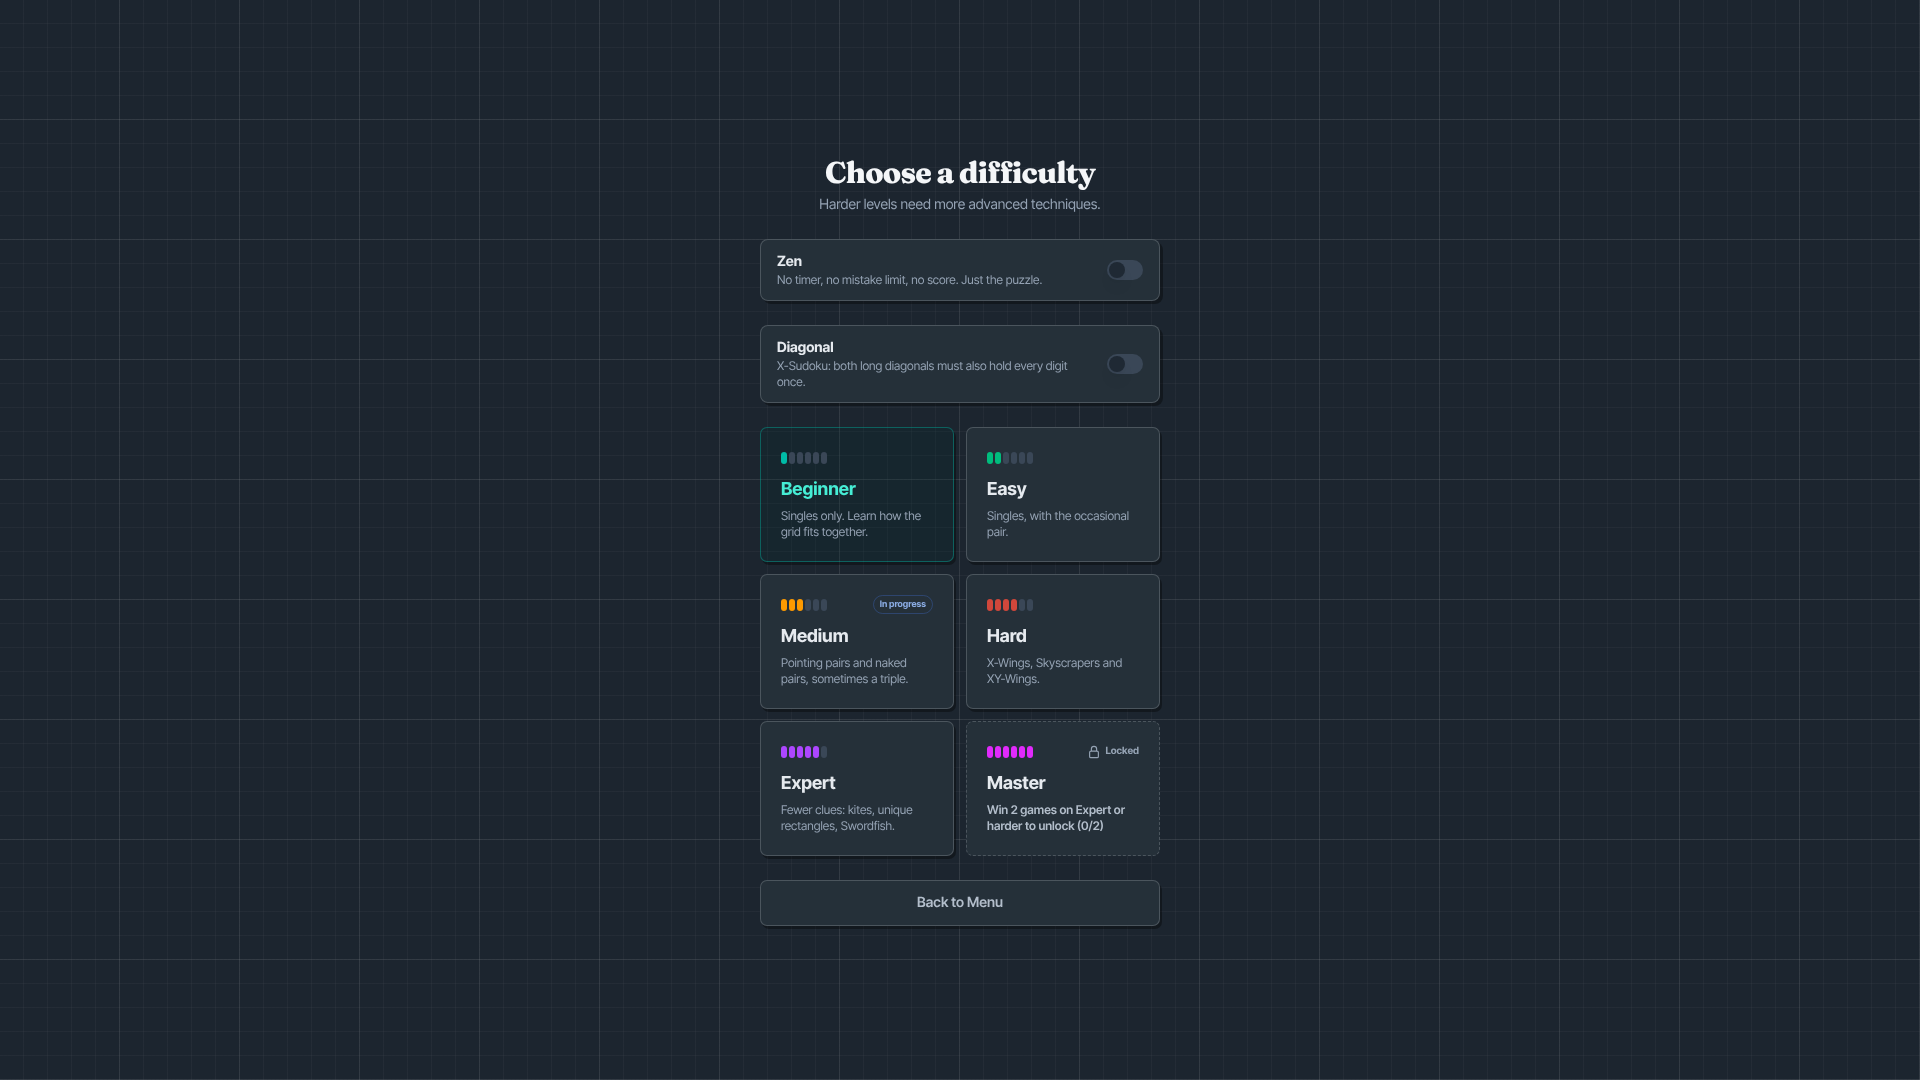 Choose a difficulty
Harder levels need more advanced techniques.
Zen
No timer, no mistake limit, no score. Just the puzzle.
Diagonal
X-Sudoku: both long diagonals must also hold every digit
once.
Beginner
Singles only. Learn how the
grid fits together.
Easy
Singles, with the occasional
pair.
In progress
Medium
Pointing pairs and naked
pairs, sometimes a triple.
Hard
X-Wings, Skyscrapers and
XY-Wings.
Expert
Fewer clues: kites, unique
rectangles, Swordfish.
Locked
Master
Win 2 games on Expert or
harder to unlock (0/2)
Back to Menu